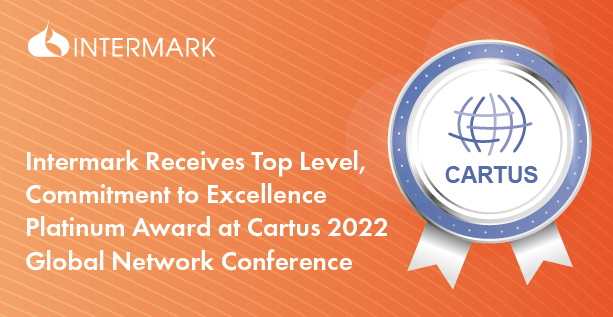 INTERMARK
Intermark Receives Top Level,
Commitment to Excellence
Platinum Award at Cartus 2022
Global Network Conference
CARTUS